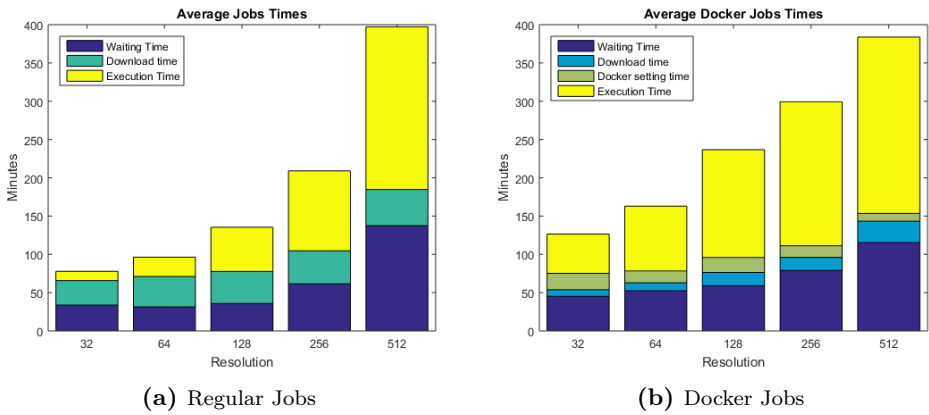 Average Jobs Times
400
350
300
250
200
150
100
50
0
Minutes
Waiting Time
Download time
Execution Time
32 64 128 256 512
Resolution
(a) Regular Jobs
Average Docker Jobs Times
400
350
300
250
200
150
100
50
0
Minutes
Waiting Time
Download time
Docker setting time
Execution Time
32 64 128 256 512
Resolution
(b) Docker Jobs